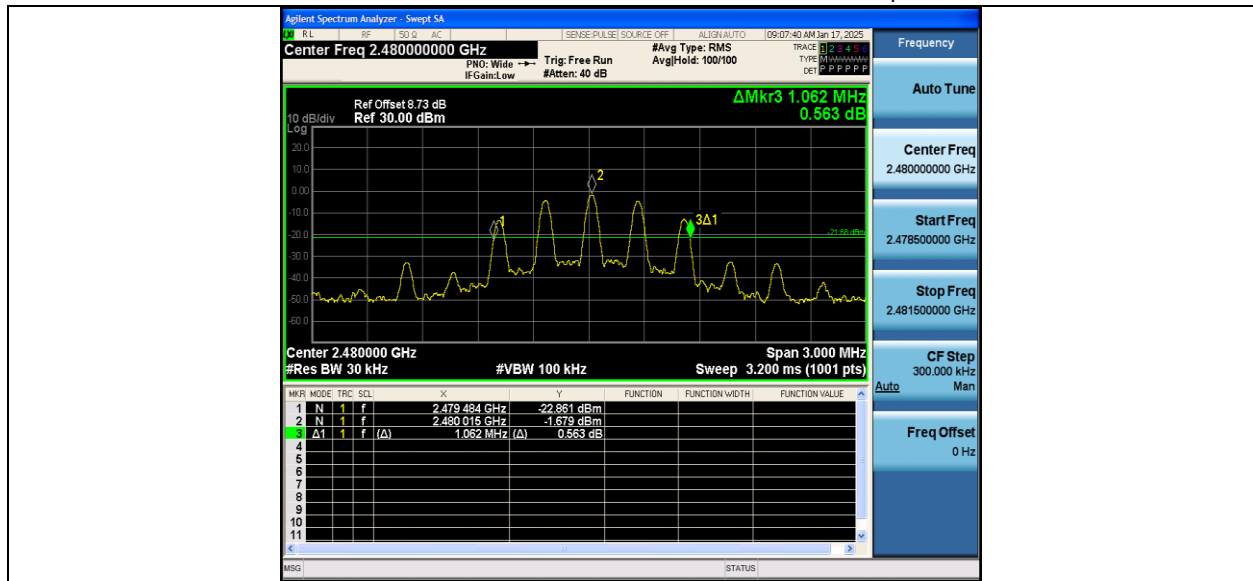 Agilent Spectrum Analyzer - Swept SA
RL RF 50 Ω AC SENSE:PULSE SOURCE OFF ALIGN AUTO 09:07:40 AM Jan 17, 2025
Center Freq 2.480000000 GHz #Avg Type: RMS TRACE 1 2 3 4 5 6
PNO: Wide Trig: Free Run Avg|Hold: 100/100 TYPE
IFGain:Low #Atten: 40 dB DET P P P P P P
Ref Offset 8.73 dB ΔMkr3 1.062 MHz
10 dB/div Ref 30.00 dBm 0.563 dB
Log
20.0
10.0
2
0.00
-10.0
1 3Δ1
-20.0
-21.68 dBm
-30.0
-40.0
-50.0
-60.0
Center 2.480000 GHz Span 3.000 MHz
#Res BW 30 kHz #VBW 100 kHz Sweep 3.200 ms (1001 pts)
MKR MODE TRC SCL X Y FUNCTION FUNCTION WIDTH FUNCTION VALUE
1 N 1 f 2.479 484 GHz -22.861 dBm
2 N 1 f 2.480 015 GHz -1.679 dBm
3 Δ1 1 f (Δ) 1.062 MHz (Δ) 0.563 dB
4
5
6
7
8
9
10
11
MSG STATUS
Frequency
Auto Tune
Center Freq
2.480000000 GHz
Start Freq
2.478500000 GHz
Stop Freq
2.481500000 GHz
CF Step
300.000 kHz
Auto Man
Freq Offset
0 Hz